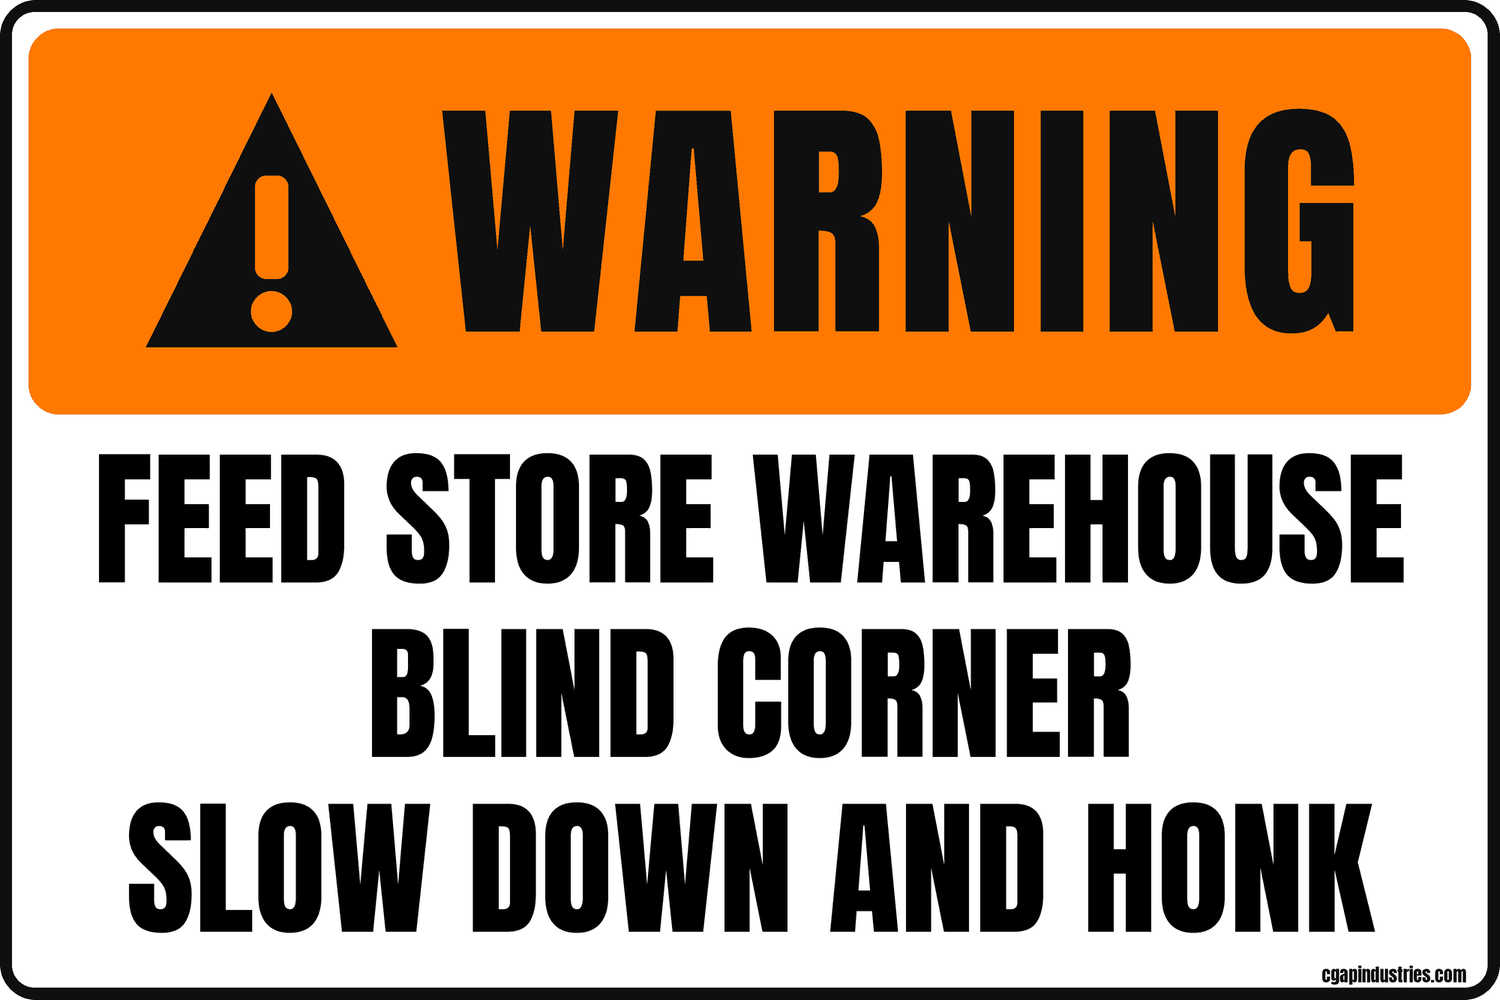 WARNING
FEED STORE WAREHOUSE
BLIND CORNER
SLOW DOWN AND HONK
cgapindustries.com